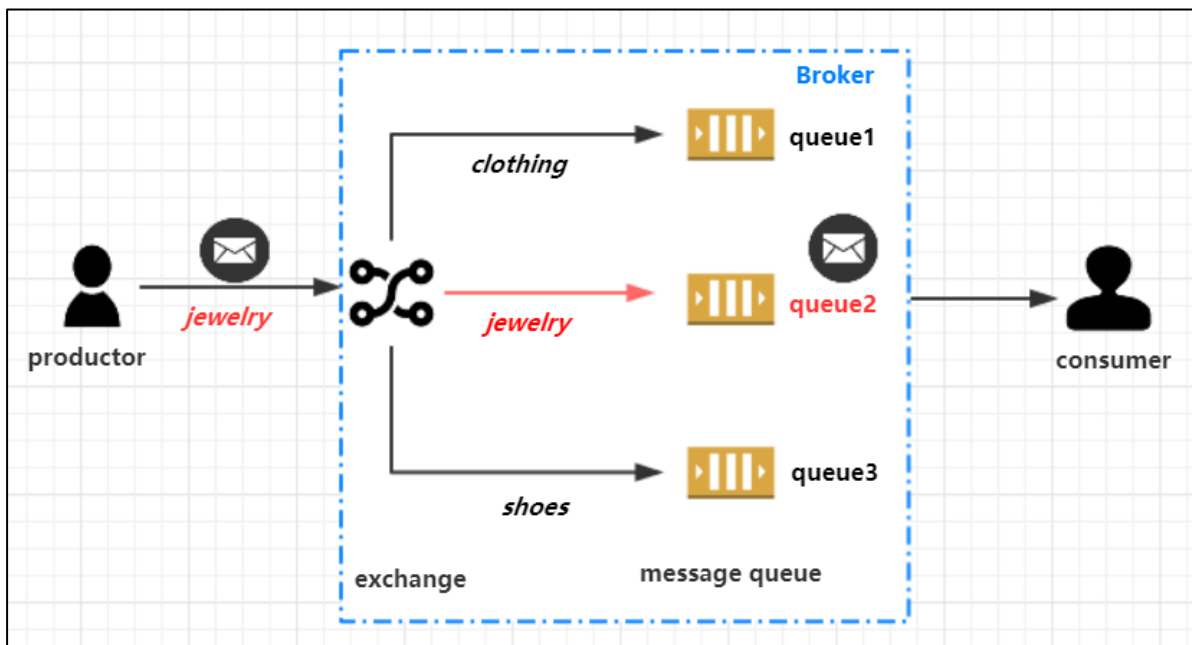 Broker
queue1
clothing
jewelry
productor
jewelry
queue2
consumer
queue3
shoes
exchange
message queue